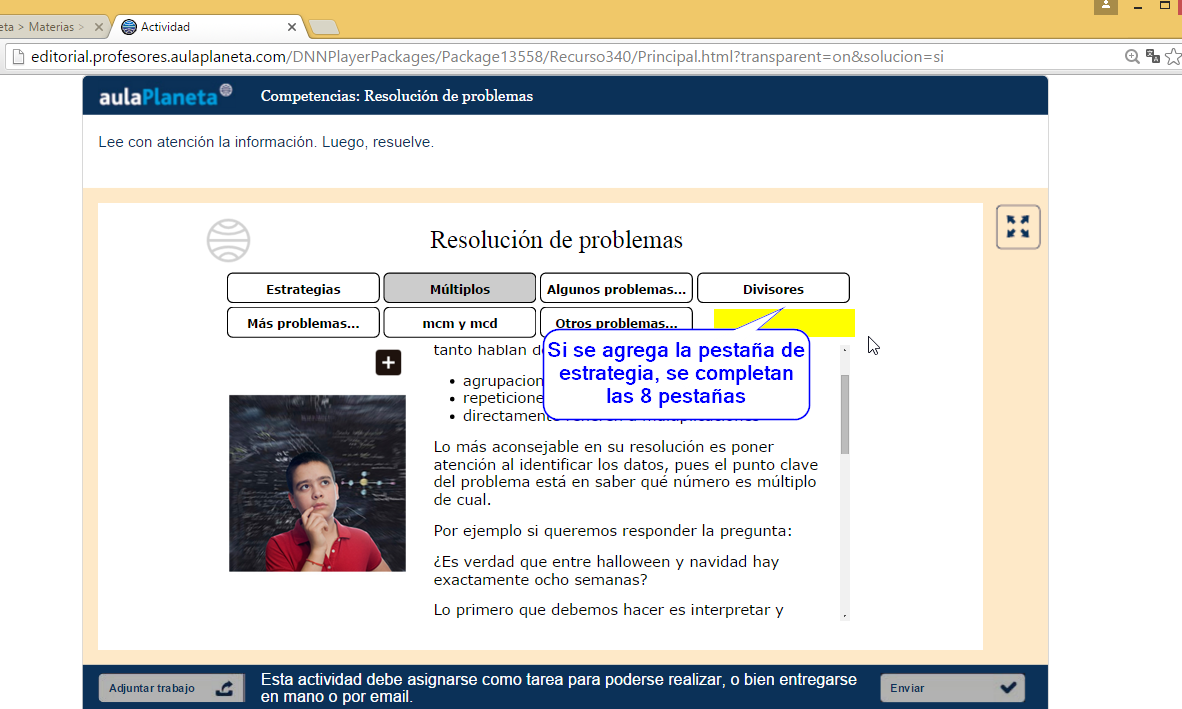 eta > Materias >
Actividad
editorial.profesores.aulaplaneta.com/DNNPlayerPackages/Package13558/Recurso340/Principal.html?transparent=on&solucion=si
aulaPlaneta Competencias: Resolución de problemas
Lee con atención la información. Luego, resuelve.
Resolución de problemas
Estrategias Múltiplos Algunos problemas... Divisores
Más problemas... mcm y mcd Otros problemas...
Si se agrega la pestaña de
estrategia, se completan
las 8 pestañas
tanto hablan
agrupacion
repeticione
directamente
Lo más aconsejable en su resolución es poner
atención al identificar los datos, pues el punto clave
del problema está en saber qué número es múltiplo
de cual.
Por ejemplo si queremos responder la pregunta:
¿Es verdad que entre halloween y navidad hay
exactamente ocho semanas?
Lo primero que debemos hacer es interpretar y
Adjuntar trabajo
Esta actividad debe asignarse como tarea para poderse realizar, o bien entregarse
en mano o por email.
Enviar